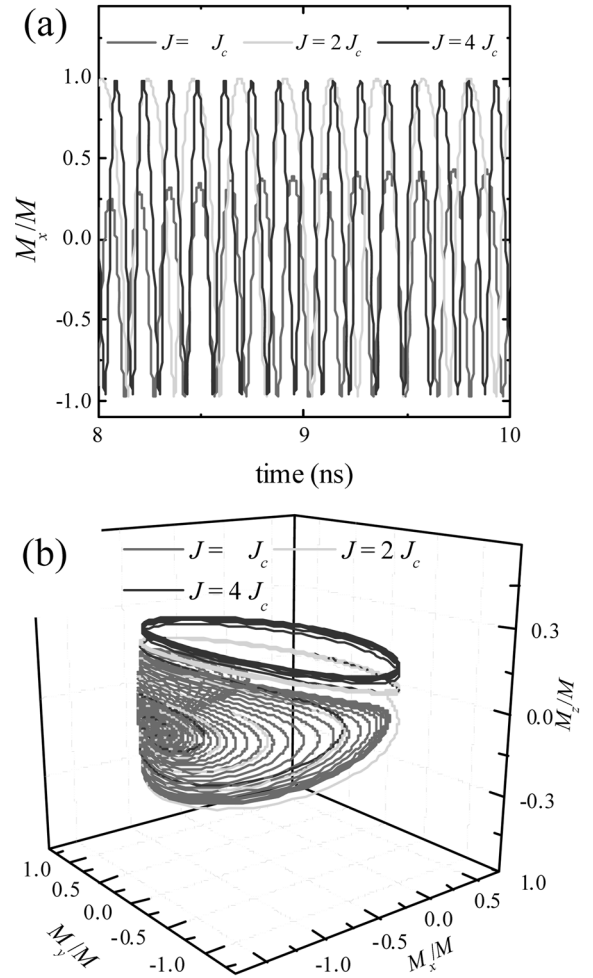 (a)
J = J_c J = 2 J_c J = 4 J_c
1.0
0.5
0.0
-0.5
-1.0
M_x/M
8 9 10
time (ns)
(b)
J = J_c J = 2 J_c
J = 4 J_c
0.3
0.0
-0.3
M_z/M
1.0
0.5
0.0
-0.5
-1.0
M_y/M
-1.0
-0.5
0.0
0.5
1.0
M_x/M